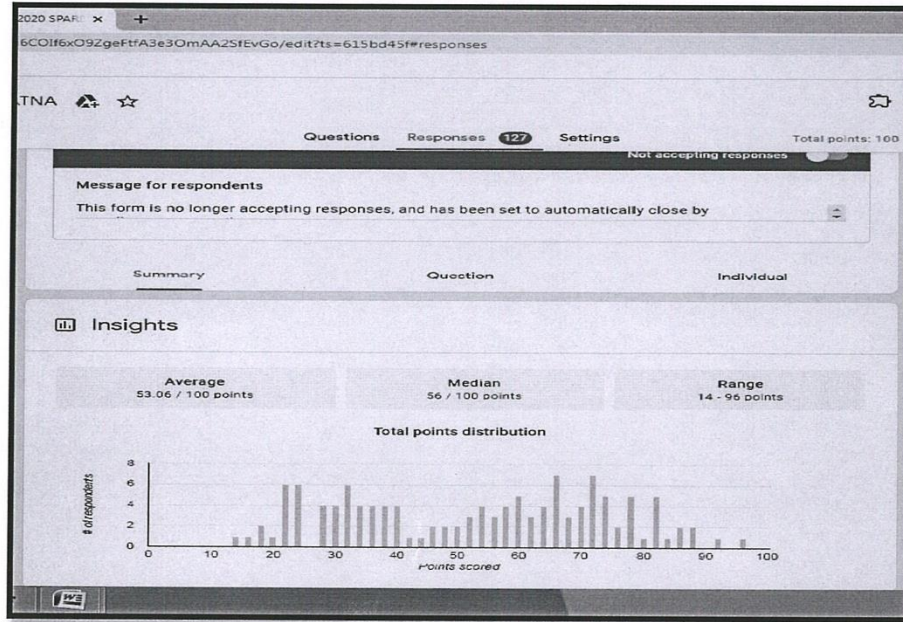 2020 SPAR
6COIf6xO9ZgeFtfA3e3OmAA2SfEvGo/edit?ts=615bd45f#responses
TNA
Questions Responses 127 Settings Total points: 100
Not accepting responses
Message for respondents
This form is no longer accepting responses, and has been set to automatically close by
Summary Question Individual
Insights
Average Median Range
53.06 / 100 points 56 / 100 points 14 - 96 points
Total points distribution
# of respondents
8
6
4
2
0
0 10 20 30 40 50 60 70 80 90 100
Points scored